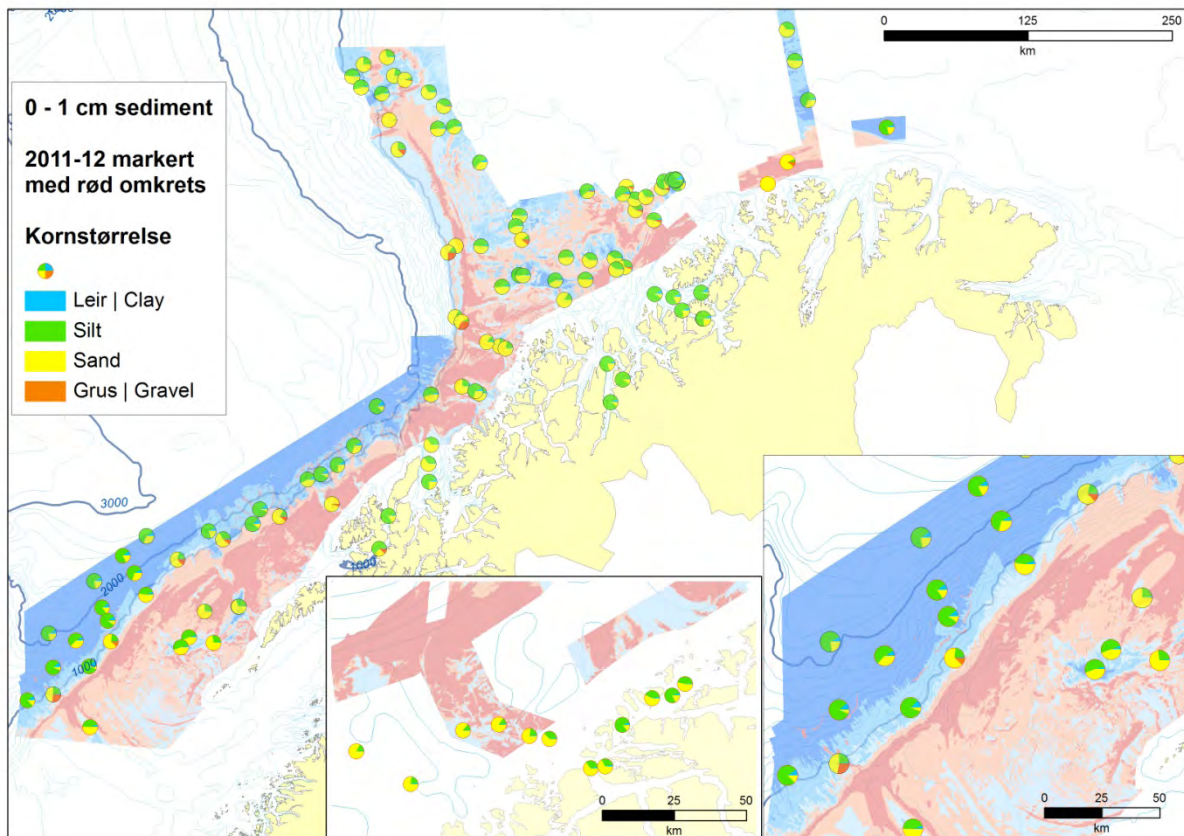 0 - 1 cm sediment
2011-12 markert
med rød omkrets
Kornstørrelse
Leir | Clay
Silt
Sand
Grus | Gravel
0 125 250
km
3000
2000
1000
1000
0 25 50
km
0 25 50
km